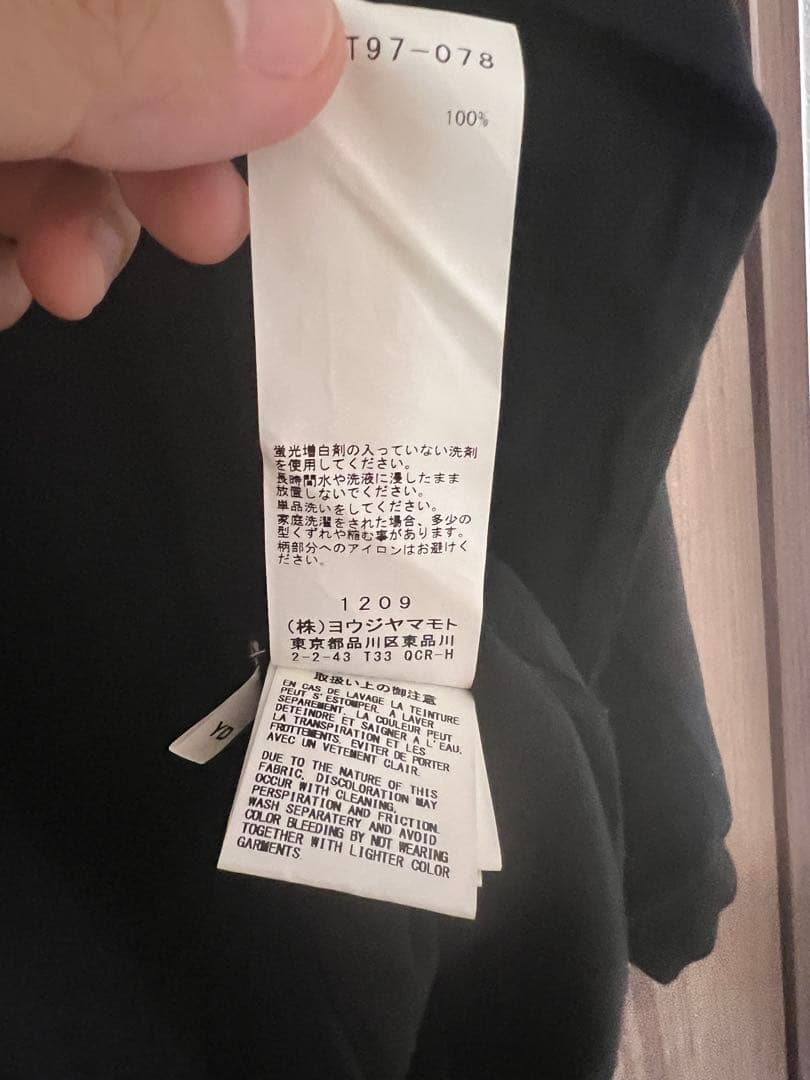 T97-078
100%
蛍光増白剤の入っていない洗剤
を使用してください。
長時間水や洗液に浸したまま
放置しないでください。
単品洗いをしてください。
家庭洗濯をされた場合、多少の
型くずれや縮む事があります。
柄部分へのアイロンはお避けく
ださい。
1209
(株)ヨウジヤマモト
東京都品川区東品川
2-2-43 T33 QCR-H
取扱い上の御注意
EN CAS DE LAVAGE LA TEINTURE
PEUT S'ESTOMPER. A LAVER
SEPAREMENT. LA COULEUR PEUT
DETEINDRE ET SAIGNER A L'EAU.
LA TRANSPIRATION ET LES
FROTTEMENTS. EVITER DE PORTER
AVEC UN VETEMENT CLAIR.
DUE TO THE NATURE OF THIS
FABRIC, DISCOLORATION MAY
OCCUR WITH CLEANING,
PERSPIRATION AND FRICTION.
WASH SEPARATERY AND AVOID
COLOR BLEEDING BY NOT WEARING
TOGETHER WITH LIGHTER COLOR
GARMENTS
YD